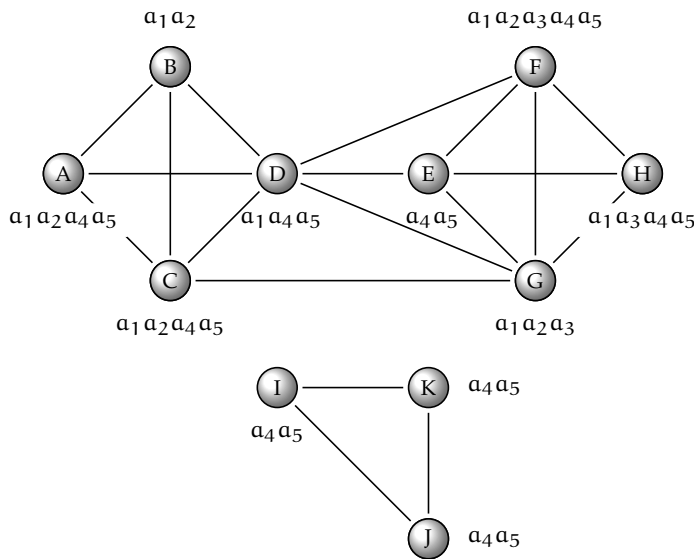 a₁a₂
a₁a₂a₃a₄a₅
B
F
A
D
E
H
a₁a₂a₄a₅
a₁a₄a₅
a₄a₅
a₁a₃a₄a₅
C
G
a₁a₂a₄a₅
a₁a₂a₃
I
K
a₄a₅
a₄a₅
J
a₄a₅